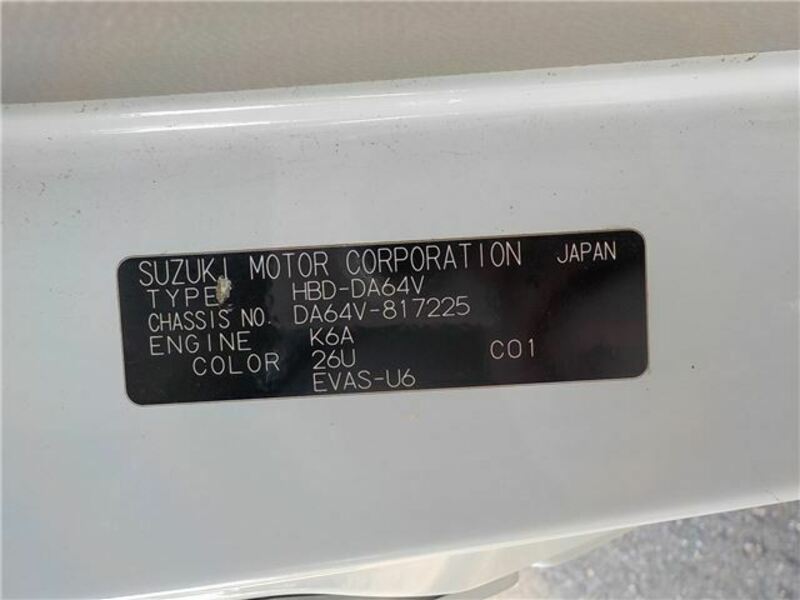 SUZUKI MOTOR CORPORATION JAPAN
TYPE HBD-DA64V
CHASSIS NO. DA64V-817225
ENGINE K6A
COLOR 26U C01
EVAS-U6